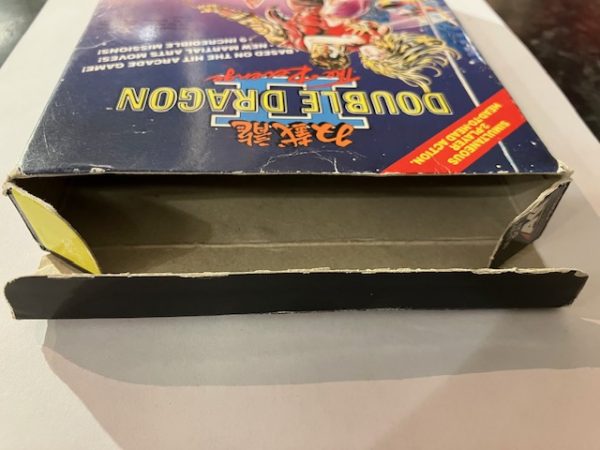 SIMULTANEOUS
2-PLAYER
HEAD-TO-HEAD ACTION.
双截龍
II
DOUBLE DRAGON
The Revenge
BASED ON THE HIT ARCADE GAME!
NEW MARTIAL ARTS MOVES!
9 INCREDIBLE MISSIONS!